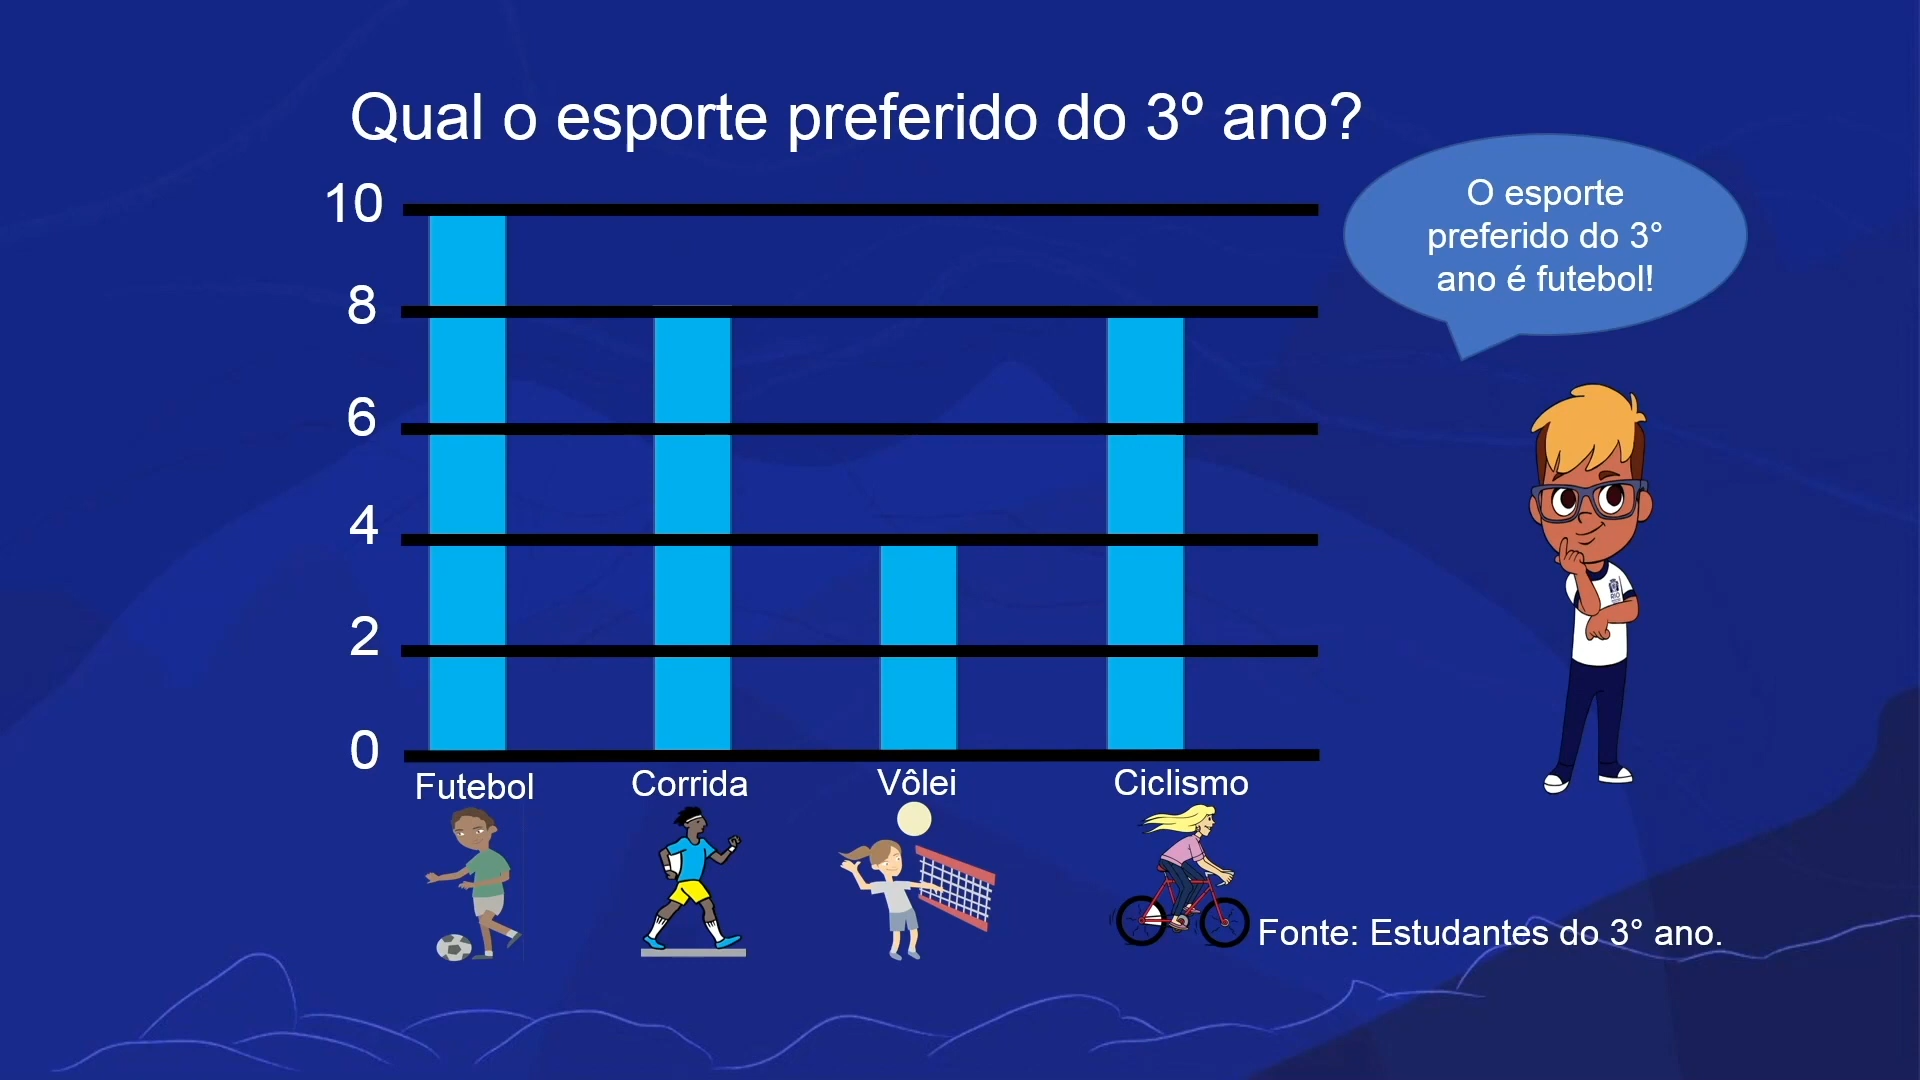 Qual o esporte preferido do 3º ano?
O esporte
preferido do 3°
ano é futebol!
10
8
6
4
2
0
Futebol
Corrida
Vôlei
Ciclismo
RIO
Fonte: Estudantes do 3° ano.